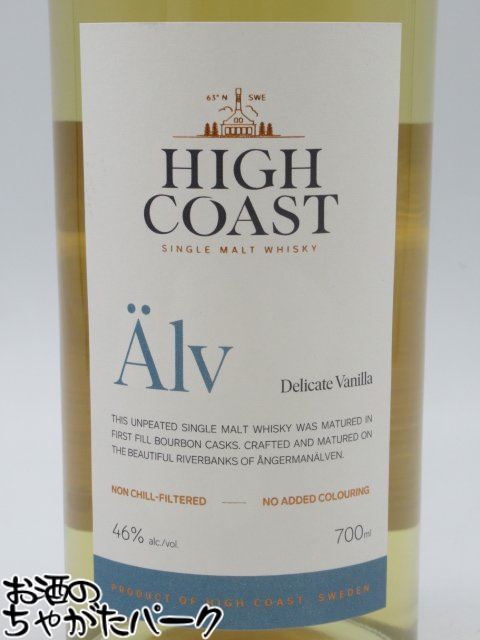 63° N SWE
HIGH
COAST
SINGLE MALT WHISKY
Älv
Delicate Vanilla
THIS UNPEATED SINGLE MALT WHISKY WAS MATURED IN
FIRST FILL BOURBON CASKS. CRAFTED AND MATURED ON
THE BEAUTIFUL RIVERBANKS OF ÅNGERMANÄLVEN.
NON CHILL-FILTERED — NO ADDED COLOURING
46% alc./vol. 700ml
PRODUCT OF HIGH COAST, SWEDEN
お酒の
ちゃがたパーク